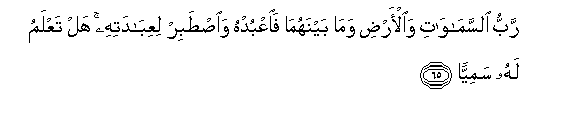 رَّبُّ ٱلسَّمَـٰوَٰتِ وَٱلْأَرْضِ وَمَا بَيْنَهُمَا فَٱعْبُدْهُ وَٱصْطَبِرْ لِعِبَـٰدَتِهِۦ ۚ هَلْ تَعْلَمُ
لَهُۥ سَمِيًّا ٦٥